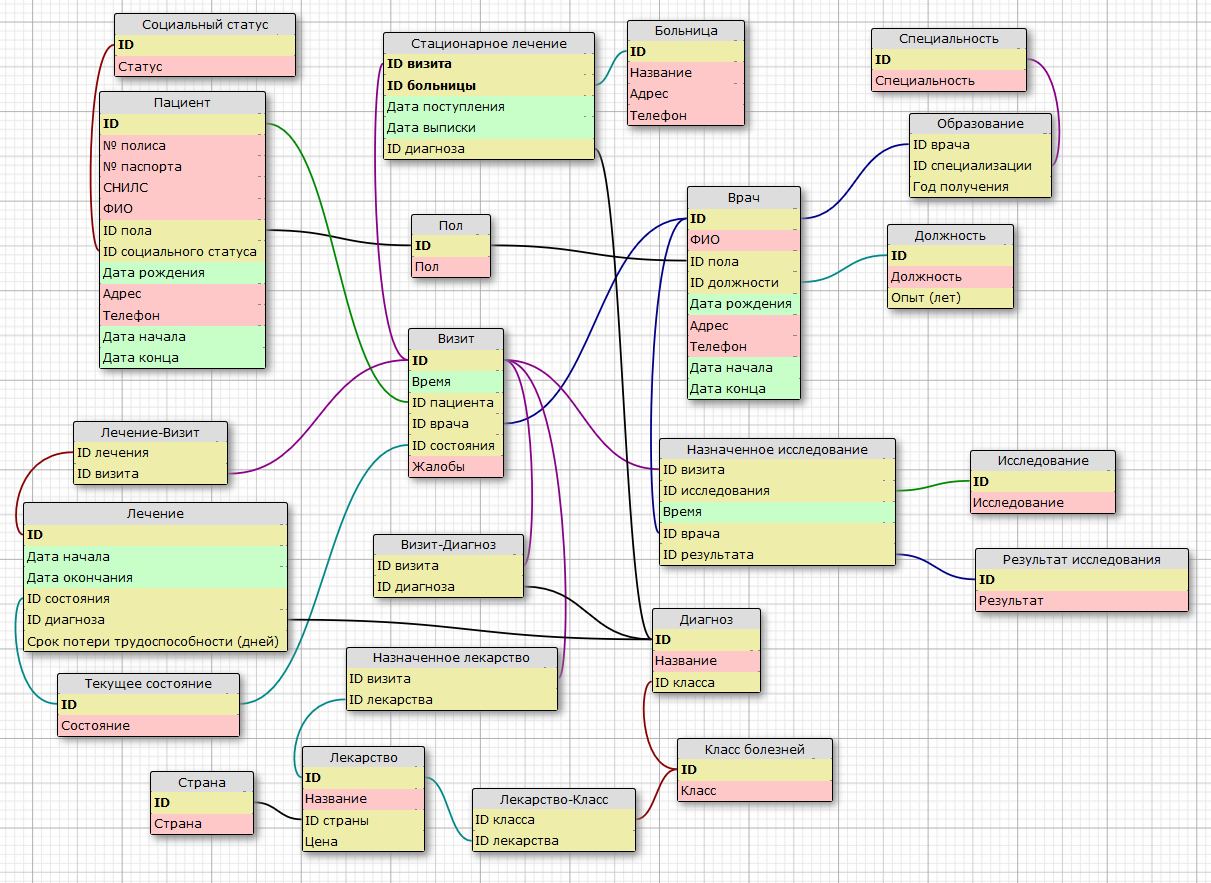 Социальный статус
ID
Статус
Пациент
ID
№ полиса
№ паспорта
СНИЛС
ФИО
ID пола
ID социального статуса
Дата рождения
Адрес
Телефон
Дата начала
Дата конца
Стационарное лечение
ID визита
ID больницы
Дата поступления
Дата выписки
ID диагноза
Больница
ID
Название
Адрес
Телефон
Специальность
ID
Специальность
Образование
ID врача
ID специализации
Год получения
Пол
ID
Пол
Врач
ID
ФИО
ID пола
ID должности
Дата рождения
Адрес
Телефон
Дата начала
Дата конца
Должность
ID
Должность
Опыт (лет)
Визит
ID
Время
ID пациента
ID врача
ID состояния
Жалобы
Лечение-Визит
ID лечения
ID визита
Назначенное исследование
ID визита
ID исследования
Время
ID врача
ID результата
Исследование
ID
Исследование
Лечение
ID
Дата начала
Дата окончания
ID состояния
ID диагноза
Срок потери трудоспособности (дней)
Визит-Диагноз
ID визита
ID диагноза
Результат исследования
ID
Результат
Диагноз
ID
Название
ID класса
Назначенное лекарство
ID визита
ID лекарства
Текущее состояние
ID
Состояние
Класс болезней
ID
Класс
Лекарство
ID
Название
ID страны
Цена
Страна
ID
Страна
Лекарство-Класс
ID класса
ID лекарства